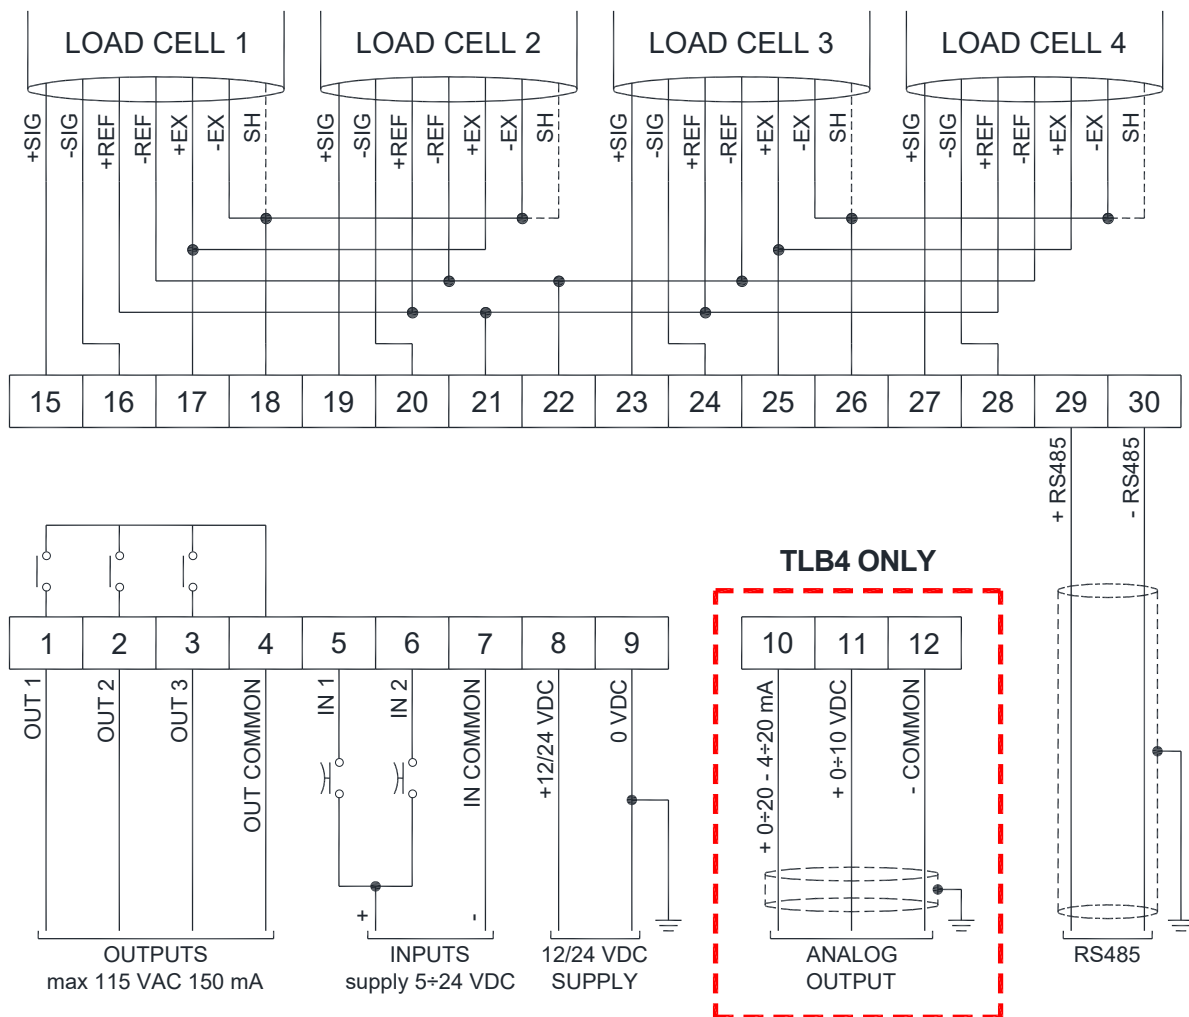 LOAD CELL 1 LOAD CELL 2 LOAD CELL 3 LOAD CELL 4
+SIG -SIG +REF -REF +EX -EX SH +SIG -SIG +REF -REF +EX -EX SH +SIG -SIG +REF -REF +EX -EX SH +SIG -SIG +REF -REF +EX -EX SH
15 16 17 18 19 20 21 22 23 24 25 26 27 28 29 30
+ RS485 - RS485
TLB4 ONLY
1 2 3 4 5 6 7 8 9 10 11 12
OUT 1 OUT 2 OUT 3 OUT COMMON IN 1 IN 2 IN COMMON +12/24 VDC 0 VDC + 0÷20 - 4÷20 mA + 0÷10 VDC - COMMON
+ -
OUTPUTS INPUTS 12/24 VDC ANALOG RS485
max 115 VAC 150 mA supply 5÷24 VDC SUPPLY OUTPUT